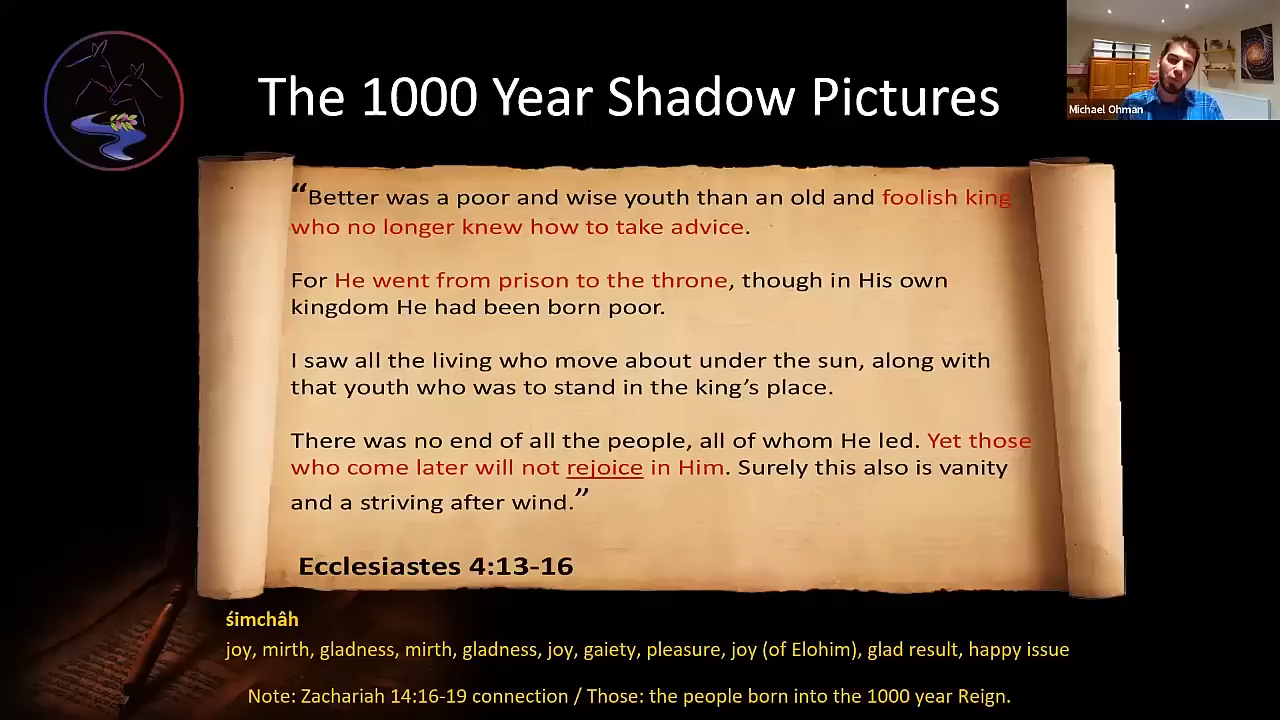 The 1000 Year Shadow Pictures
Michael Ohman
“Better was a poor and wise youth than an old and foolish king
who no longer knew how to take advice.
For He went from prison to the throne, though in His own
kingdom He had been born poor.
I saw all the living who move about under the sun, along with
that youth who was to stand in the king’s place.
There was no end of all the people, all of whom He led. Yet those
who come later will not rejoice in Him. Surely this also is vanity
and a striving after wind.”
Ecclesiastes 4:13-16
śimchâh
joy, mirth, gladness, mirth, gladness, joy, gaiety, pleasure, joy (of Elohim), glad result, happy issue
Note: Zachariah 14:16-19 connection / Those: the people born into the 1000 year Reign.